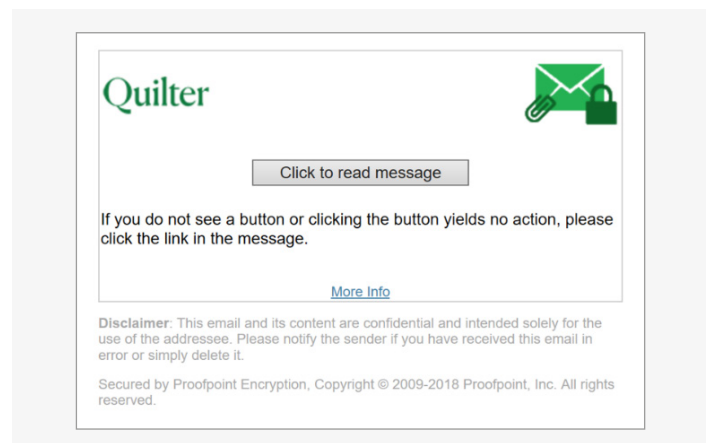 Quilter
Click to read message
If you do not see a button or clicking the button yields no action, please
click the link in the message.
More Info
Disclaimer: This email and its content are confidential and intended solely for the
use of the addressee. Please notify the sender if you have received this email in
error or simply delete it.
Secured by Proofpoint Encryption, Copyright © 2009-2018 Proofpoint, Inc. All rights
reserved.